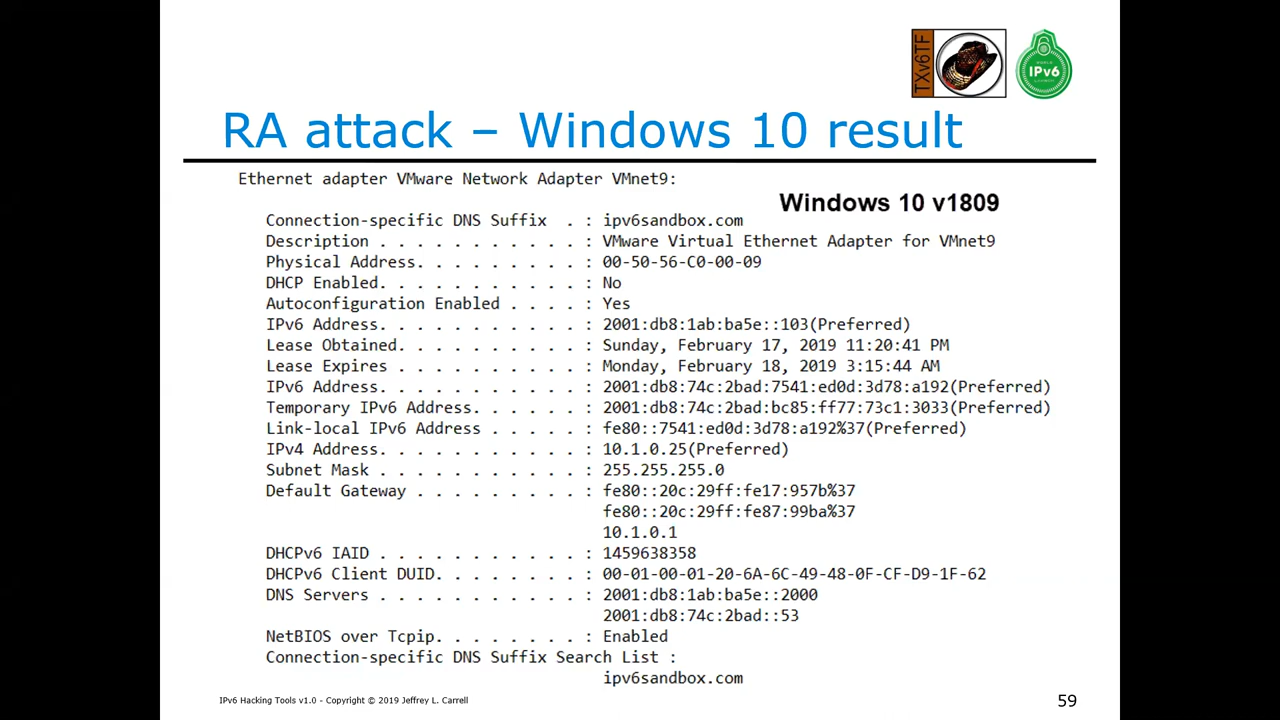 TXv6TF
IPv6
RA attack – Windows 10 result
Ethernet adapter VMware Network Adapter VMnet9:
Windows 10 v1809
Connection-specific DNS Suffix  . : ipv6sandbox.com
Description . . . . . . . . . . . : VMware Virtual Ethernet Adapter for VMnet9
Physical Address. . . . . . . . . : 00-50-56-C0-00-09
DHCP Enabled. . . . . . . . . . . : No
Autoconfiguration Enabled . . . . : Yes
IPv6 Address. . . . . . . . . . . : 2001:db8:1ab:ba5e::103(Preferred)
Lease Obtained. . . . . . . . . . : Sunday, February 17, 2019 11:20:41 PM
Lease Expires . . . . . . . . . . : Monday, February 18, 2019 3:15:44 AM
IPv6 Address. . . . . . . . . . . : 2001:db8:74c:2bad:7541:ed0d:3d78:a192(Preferred)
Temporary IPv6 Address. . . . . . : 2001:db8:74c:2bad:bc85:ff77:73c1:3033(Preferred)
Link-local IPv6 Address . . . . . : fe80::7541:ed0d:3d78:a192%37(Preferred)
IPv4 Address. . . . . . . . . . . : 10.1.0.25(Preferred)
Subnet Mask . . . . . . . . . . . : 255.255.255.0
Default Gateway . . . . . . . . . : fe80::20c:29ff:fe17:957b%37
fe80::20c:29ff:fe87:99ba%37
10.1.0.1
DHCPv6 IAID . . . . . . . . . . . : 1459638358
DHCPv6 Client DUID. . . . . . . . : 00-01-00-01-20-6A-6C-49-48-0F-CF-D9-1F-62
DNS Servers . . . . . . . . . . . : 2001:db8:1ab:ba5e::2000
2001:db8:74c:2bad::53
NetBIOS over Tcpip. . . . . . . . : Enabled
Connection-specific DNS Suffix Search List :
ipv6sandbox.com
IPv6 Hacking Tools v1.0 - Copyright © 2019 Jeffrey L. Carrell
59